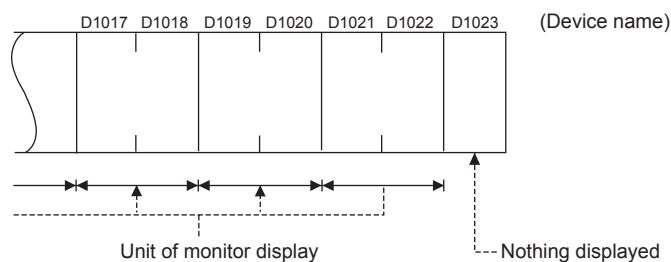 D1017 D1018 D1019 D1020 D1021 D1022 D1023 (Device name)
Unit of monitor display
Nothing displayed